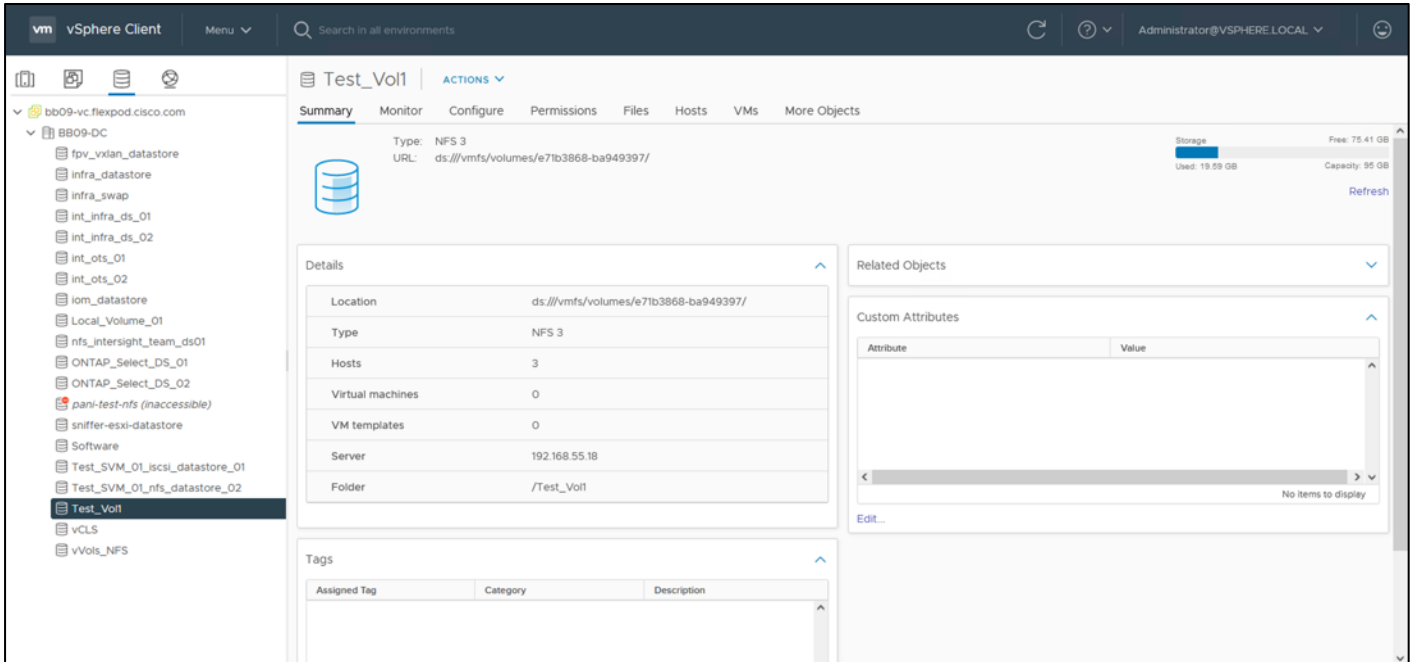 vm vSphere Client Menu Search in all environments Administrator@VSPHERE.LOCAL
bb09-vc.flexpod.cisco.com
BB09-DC
fpv_vxlan_datastore
infra_datastore
infra_swap
int_infra_ds_01
int_infra_ds_02
int_ots_01
int_ots_02
iom_datastore
Local_Volume_01
nfs_intersight_team_ds01
ONTAP_Select_DS_01
ONTAP_Select_DS_02
pani-test-nfs (inaccessible)
sniffer-esxi-datastore
Software
Test_SVM_01_iscsi_datastore_01
Test_SVM_01_nfs_datastore_02
Test_Vol1
vCLS
vVols_NFS
Test_Vol1 ACTIONS
Summary Monitor Configure Permissions Files Hosts VMs More Objects
Type: NFS 3
URL: ds:///vmfs/volumes/e71b3868-ba949397/
Storage Free: 75.41 GB
Used: 19.59 GB Capacity: 95 GB
Refresh
Details
Location ds:///vmfs/volumes/e71b3868-ba949397/
Type NFS 3
Hosts 3
Virtual machines 0
VM templates 0
Server 192.168.55.18
Folder /Test_Vol1
Tags
Assigned Tag Category Description
Related Objects
Custom Attributes
Attribute Value
No items to display
Edit...